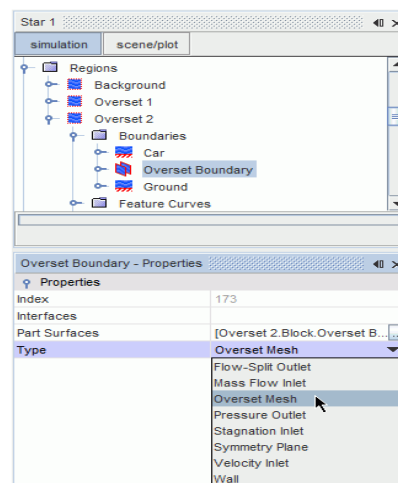 Star 1
simulation scene/plot
Regions
Background
Overset 1
Overset 2
Boundaries
Car
Overset Boundary
Ground
Feature Curves
Overset Boundary - Properties
Properties
Index 173
Interfaces
Part Surfaces [Overset 2.Block.Overset B... ...
Type Overset Mesh
Flow-Split Outlet
Mass Flow Inlet
Overset Mesh
Pressure Outlet
Stagnation Inlet
Symmetry Plane
Velocity Inlet
Wall